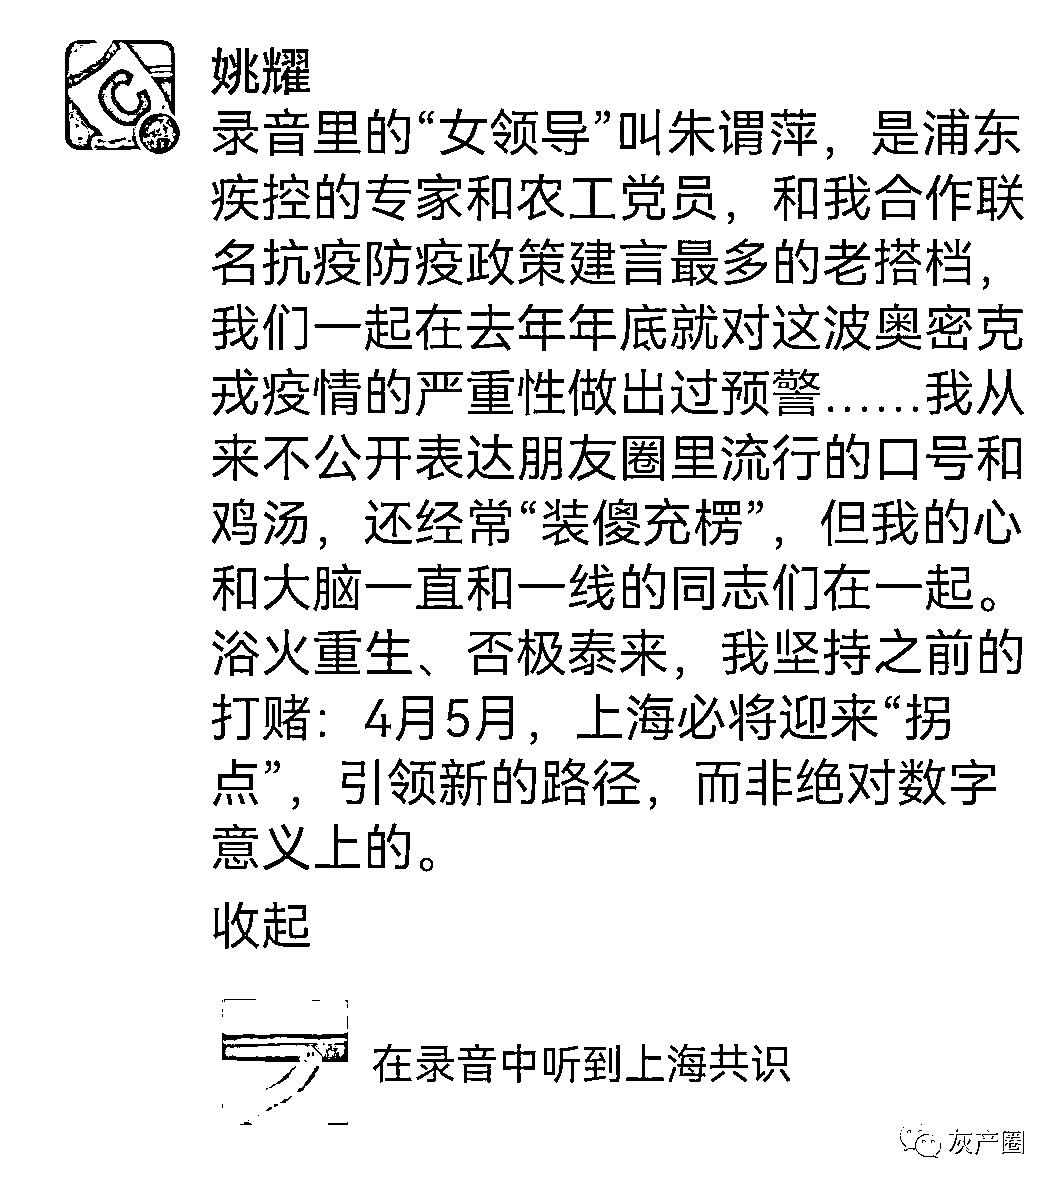 姚耀
录音里的“女领导”叫朱谓萍，是浦东
疾控的专家和农工党员，和我合作联
名抗疫防疫政策建言最多的老搭档，
我们一起在去年年底就对这波奥密克
戎疫情的严重性做出过预警……我从
来不公开表达朋友圈里流行的口号和
鸡汤，还经常“装傻充楞”，但我的心
和大脑一直和一线的同志们在一起。
浴火重生、否极泰来，我坚持之前的
打赌：4月5月，上海必将迎来“拐
点”，引领新的路径，而非绝对数字
意义上的。
收起
在录音中听到上海共识
灰产圈